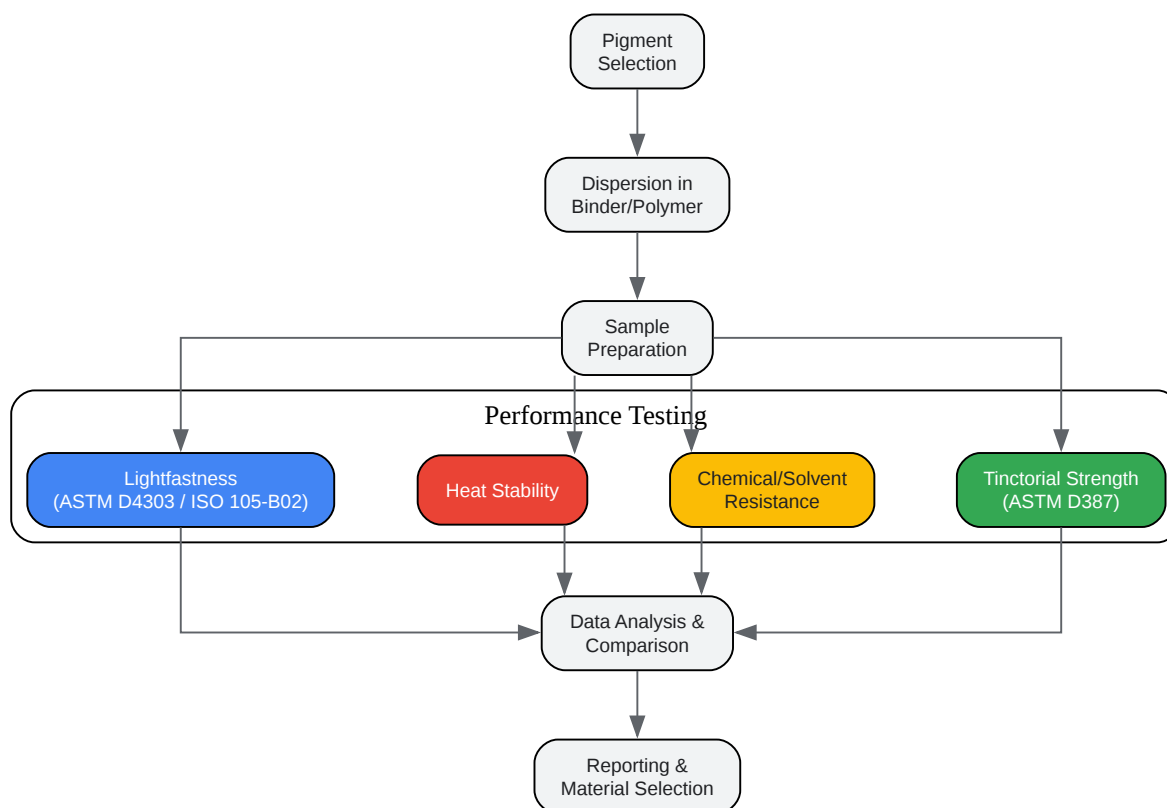 Pigment
Selection
Dispersion in
Binder/Polymer
Sample
Preparation
Performance Testing
Lightfastness
(ASTM D4303 / ISO 105-B02)
Heat Stability
Chemical/Solvent
Resistance
Tinctorial Strength
(ASTM D387)
Data Analysis &
Comparison
Reporting &
Material Selection